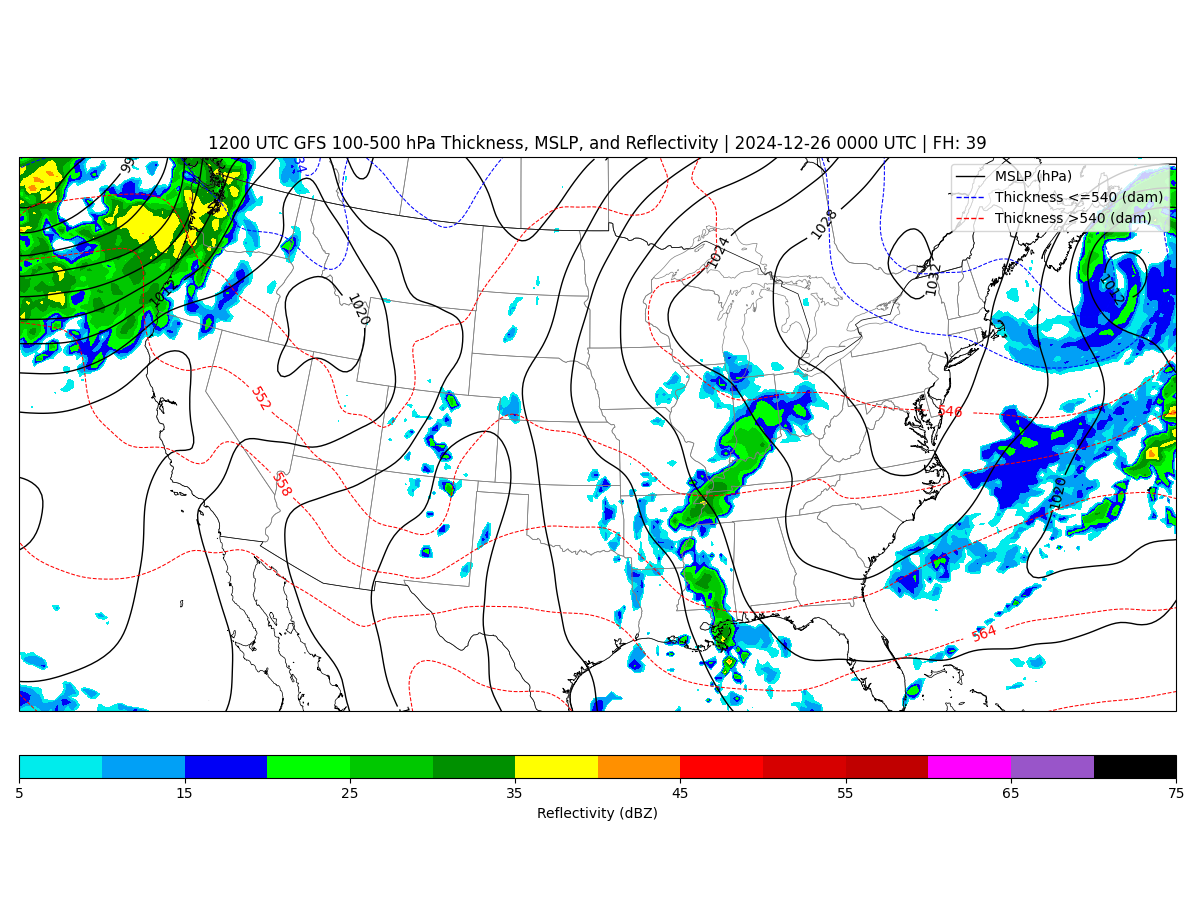 1200 UTC GFS 100-500 hPa Thickness, MSLP, and Reflectivity | 2024-12-26 0000 UTC | FH: 39
MSLP (hPa)
Thickness <=540 (dam)
Thickness >540 (dam)
1028
1024
1032
1012
1020
552
546
558
1020
564
5 15 25 35 45 55 65 75
Reflectivity (dBZ)